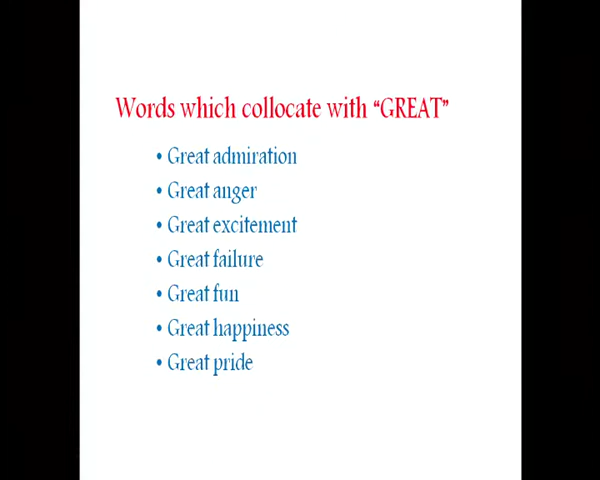 Words which collocate with “GREAT”
• Great admiration
• Great anger
• Great excitement
• Great failure
• Great fun
• Great happiness
• Great pride